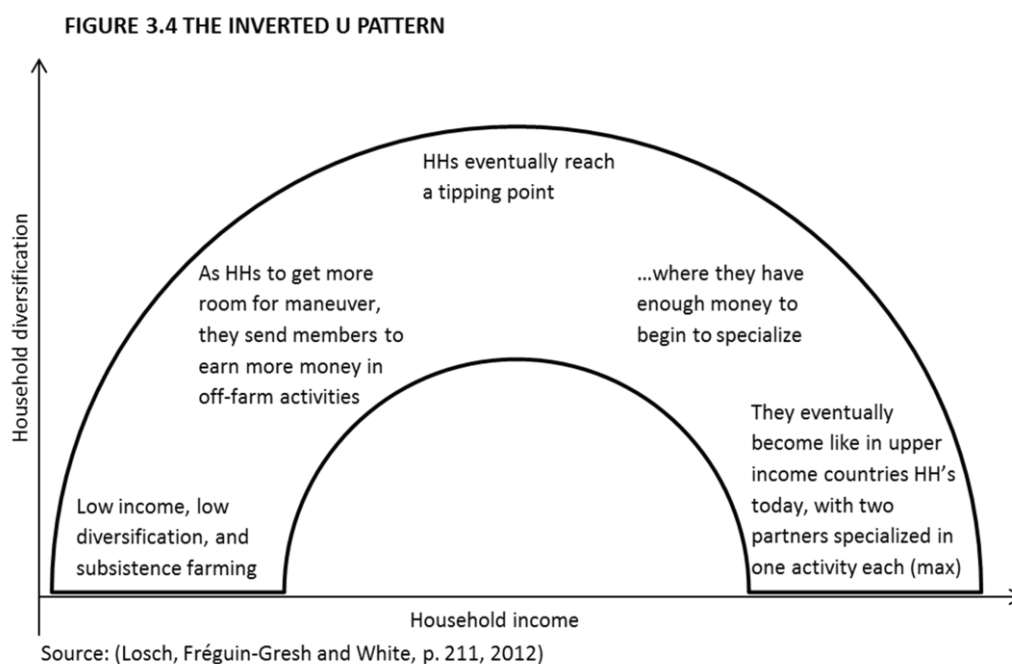 FIGURE 3.4 THE INVERTED U PATTERN
Household diversification
HHs eventually reach
a tipping point
As HHs to get more
room for maneuver,
they send members to
earn more money in
off-farm activities
...where they have
enough money to
begin to specialize
Low income, low
diversification, and
subsistence farming
They eventually
become like in upper
income countries HH's
today, with two
partners specialized in
one activity each (max)
Household income
Source: (Losch, Fréguin-Gresh and White, p. 211, 2012)